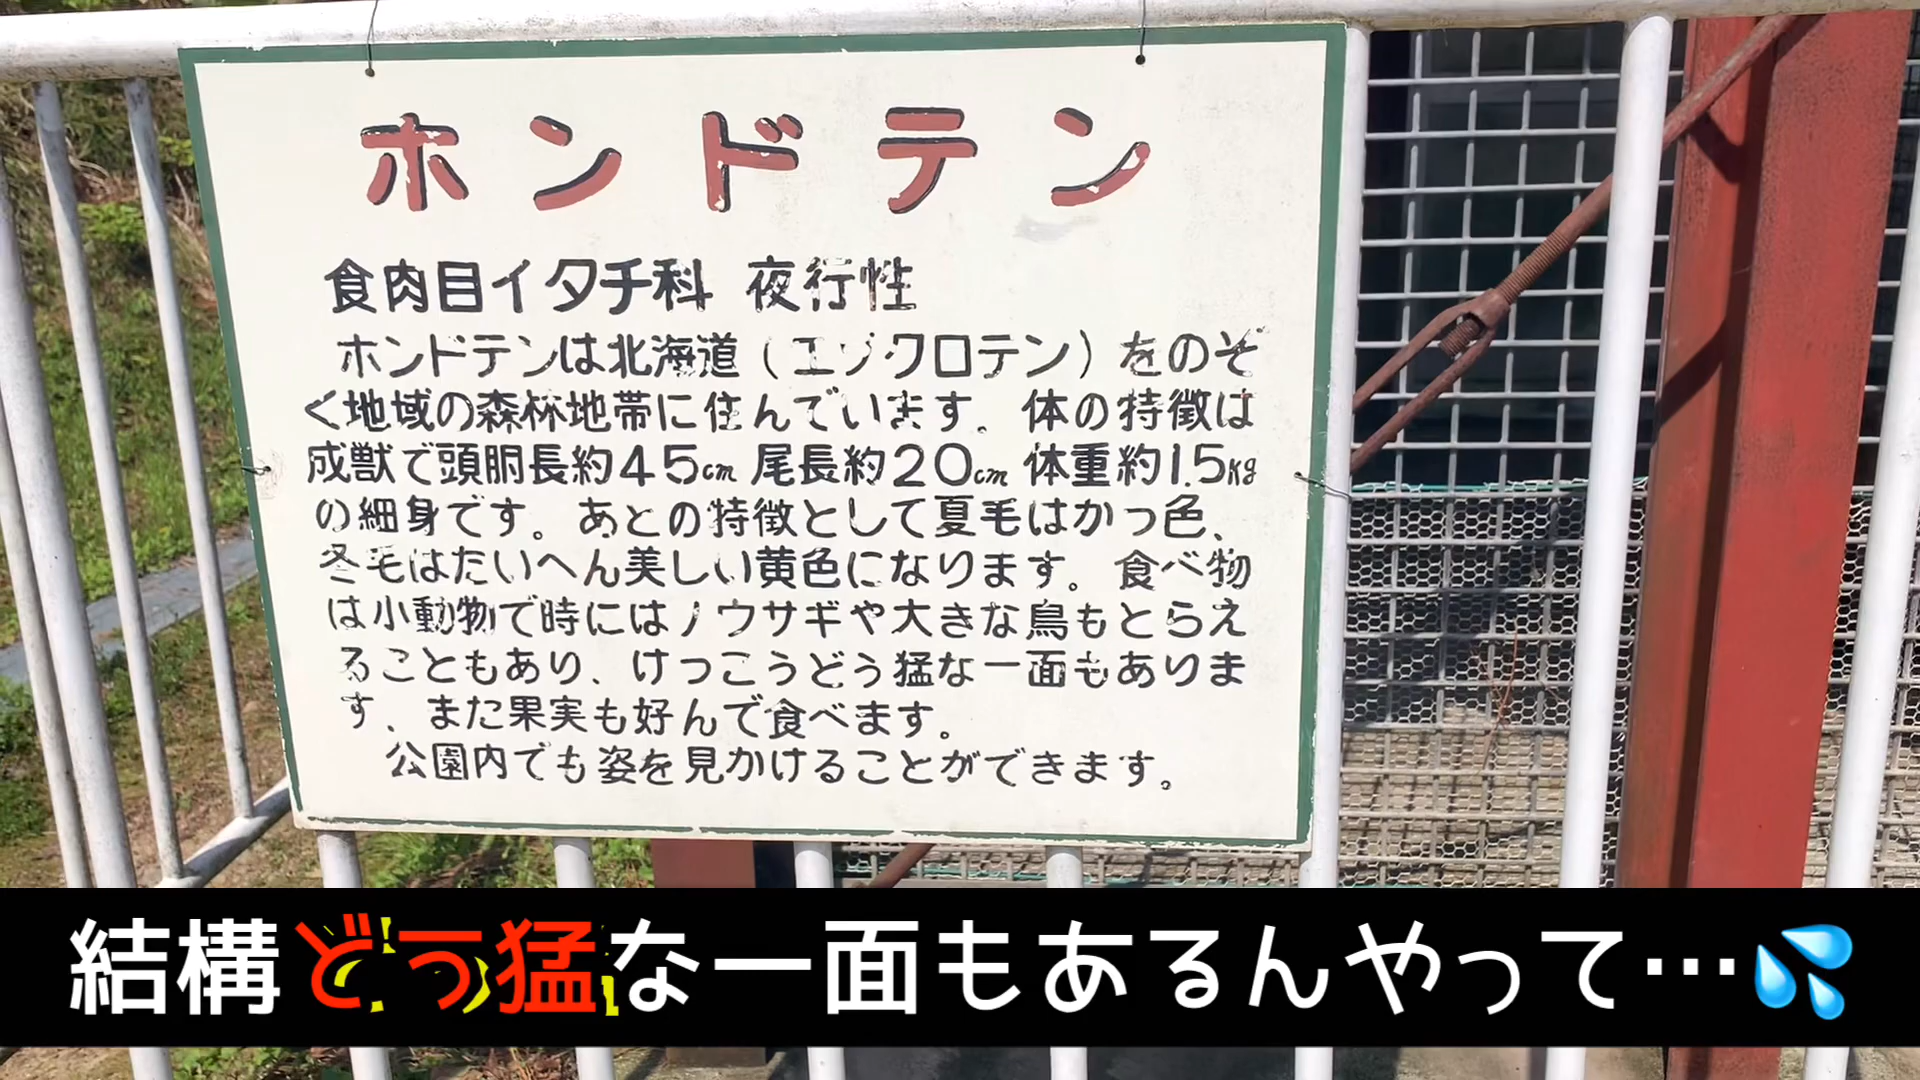 ホンドテン
食肉目イタチ科 夜行性
ホンドテンは北海道（エゾクロテン）をのぞ
く地域の森林地帯に住んでいます。体の特徴は
成獣で頭胴長約45㎝ 尾長約20㎝ 体重約1.5㎏
の細身です。あとの特徴として夏毛はかっ色、
冬毛はたいへん美しい黄色になります。食べ物
は小動物で時にはノウサギや大きな鳥もとらえ
ることもあり、けっこうどう猛な一面もありま
す、また果実も好んで食べます。
公園内でも姿を見かけることができます。
結構どう猛な一面もあるんやって…💦